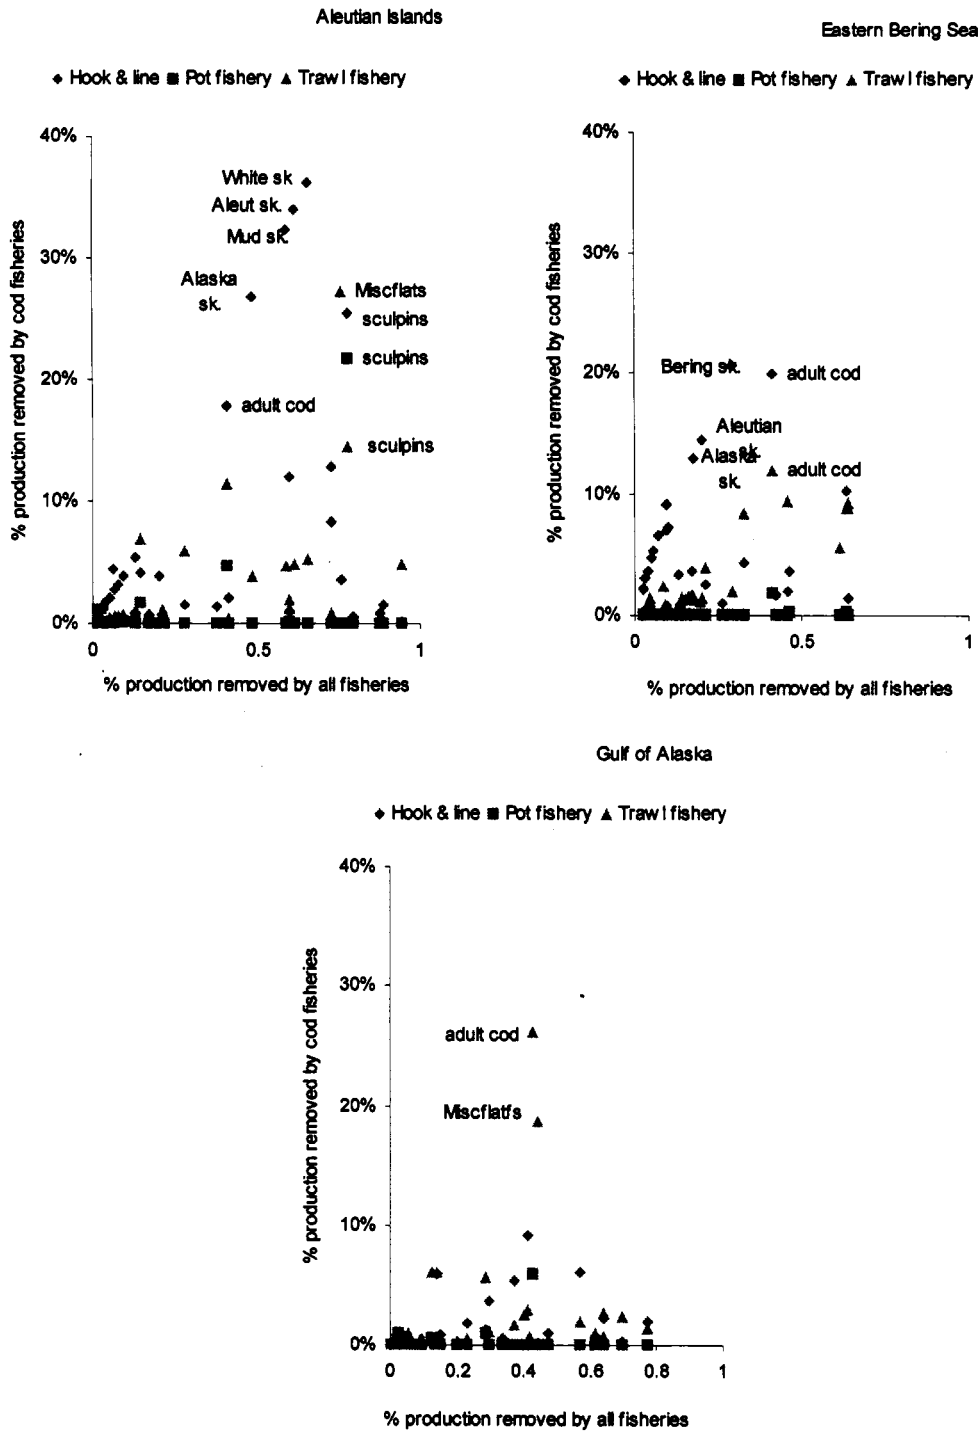 Aleutian Islands
◆ Hook & line ■ Pot fishery ▲ Trawl fishery
% production removed by cod fisheries
40%
30%
20%
10%
0%
White sk
Aleut sk.
Mud sk.
Alaska
sk.
Miscflats
sculpins
sculpins
adult cod
sculpins
0 0.5 1
% production removed by all fisheries
Eastern Bering Sea
◆ Hook & line ■ Pot fishery ▲ Trawl fishery
% production removed by cod fisheries
40%
30%
20%
10%
0%
Bering sk.
adult cod
Aleutian
sk.
Alaska
sk.
adult cod
0 0.5 1
% production removed by all fisheries
Gulf of Alaska
◆ Hook & line ■ Pot fishery ▲ Trawl fishery
% production removed by cod fisheries
40%
30%
20%
10%
0%
adult cod
Miscflatfs
0 0.2 0.4 0.6 0.8 1
% production removed by all fisheries